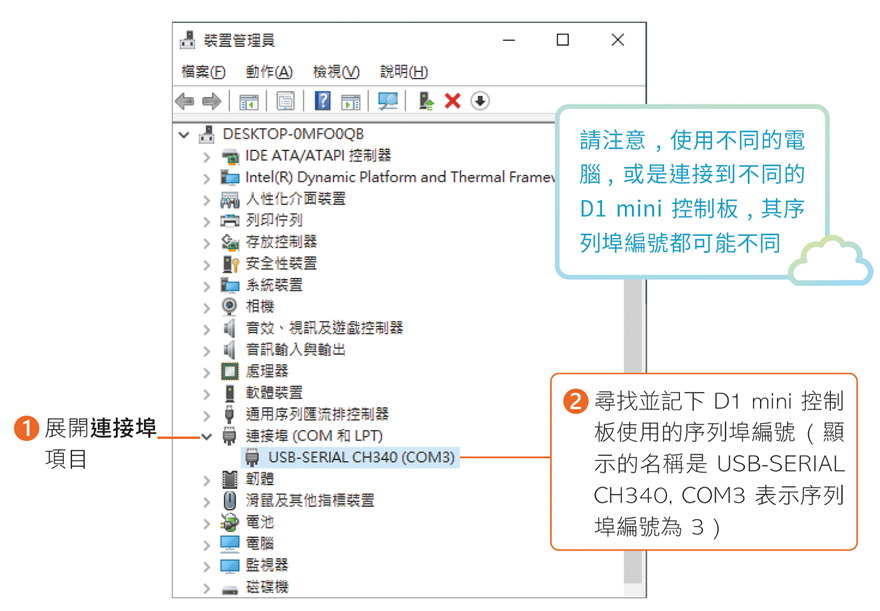 裝置管理員
檔案(F) 動作(A) 檢視(V) 說明(H)
DESKTOP-0MFO0QB
IDE ATA/ATAPI 控制器
Intel(R) Dynamic Platform and Thermal Framew
人性化介面裝置
列印佇列
存放控制器
安全性裝置
系統裝置
相機
音效、視訊及遊戲控制器
音訊輸入與輸出
處理器
軟體裝置
通用序列匯流排控制器
連接埠 (COM 和 LPT)
USB-SERIAL CH340 (COM3)
韌體
滑鼠及其他指標裝置
電池
電腦
監視器
磁碟機
請注意，使用不同的電
腦，或是連接到不同的
D1 mini 控制板，其序
列埠編號都可能不同
1 展開連接埠
項目
2 尋找並記下 D1 mini 控制
板使用的序列埠編號（顯
示的名稱是 USB-SERIAL
CH340, COM3 表示序列
埠編號為 3）